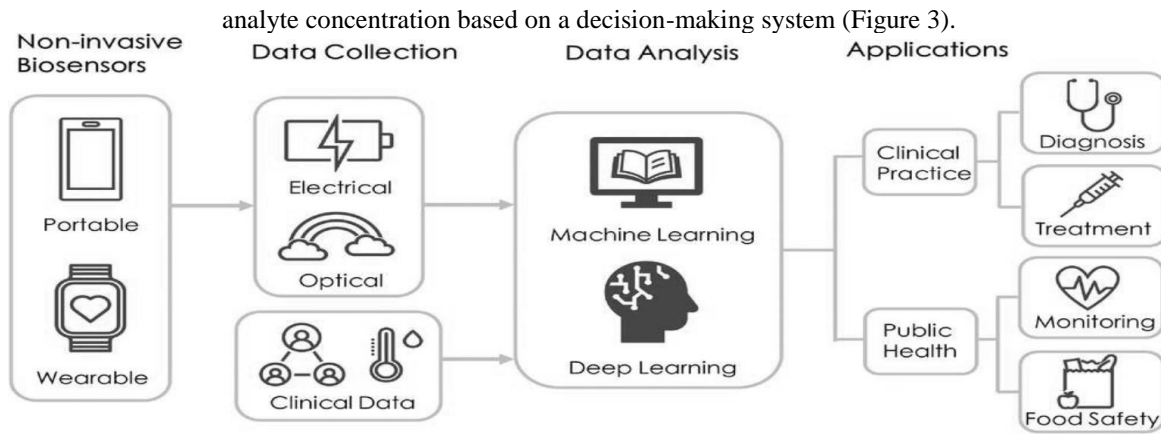 analyte concentration based on a decision-making system (Figure 3).
Non-invasive
Biosensors
Data Collection
Data Analysis
Applications
Portable
Wearable
Electrical
Optical
Clinical Data
Machine Learning
Deep Learning
Clinical
Practice
Diagnosis
Treatment
Public
Health
Monitoring
Food Safety